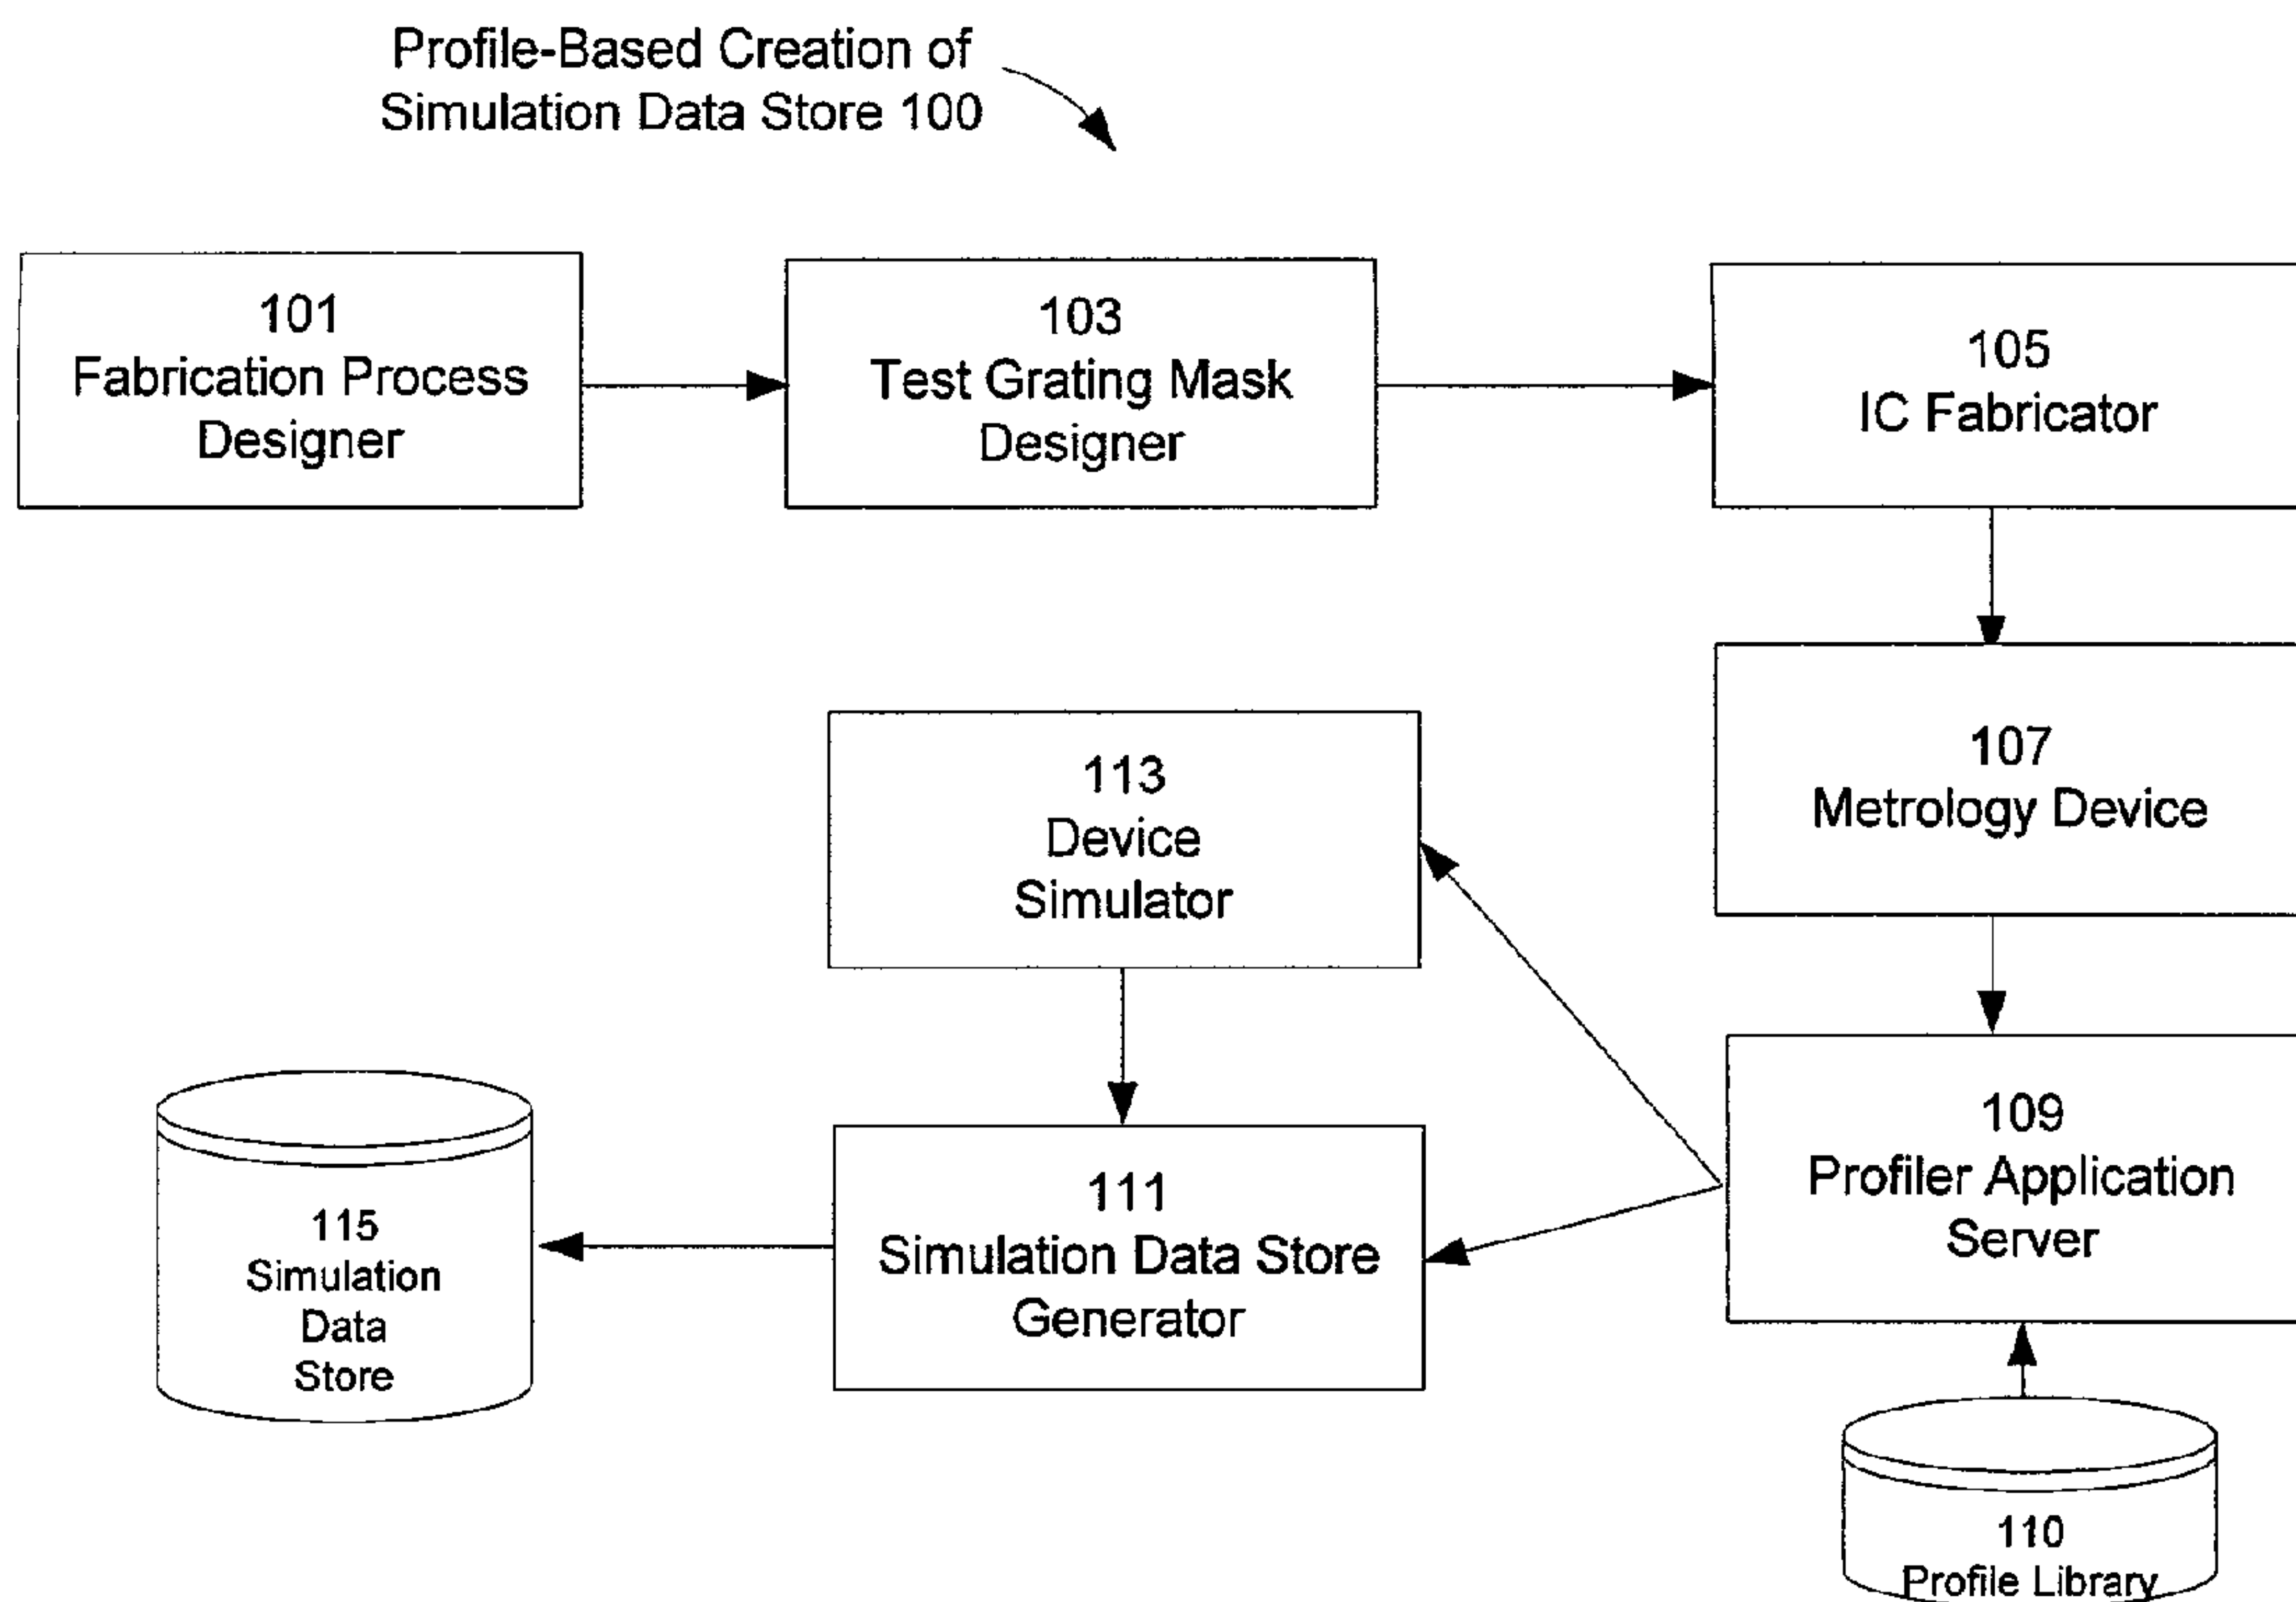 Profile-Based Creation of
Simulation Data Store 100
101
Fabrication Process
Designer
103
Test Grating Mask
Designer
105
IC Fabricator
107
Metrology Device
113
Device
Simulator
109
Profiler Application
Server
111
Simulation Data Store
Generator
115
Simulation
Data
Store
110
Profile Library